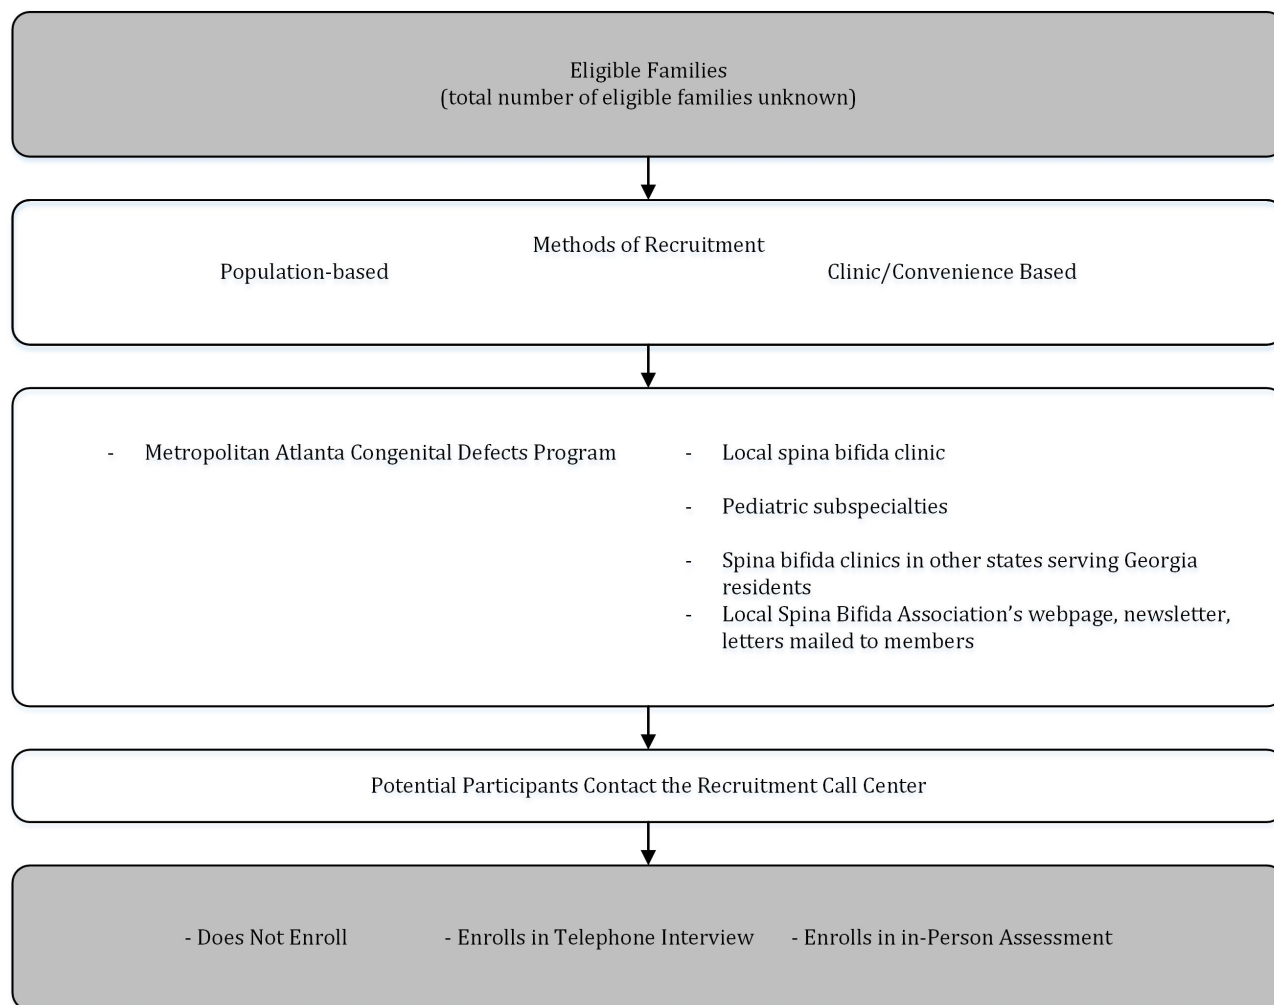 Eligible Families
(total number of eligible families unknown)
Methods of Recruitment
Population-based
Clinic/Convenience Based
- Metropolitan Atlanta Congenital Defects Program
- Local spina bifida clinic
- Pediatric subspecialties
- Spina bifida clinics in other states serving Georgia
residents
- Local Spina Bifida Association’s webpage, newsletter,
letters mailed to members
Potential Participants Contact the Recruitment Call Center
- Does Not Enroll
- Enrolls in Telephone Interview
- Enrolls in in-Person Assessment